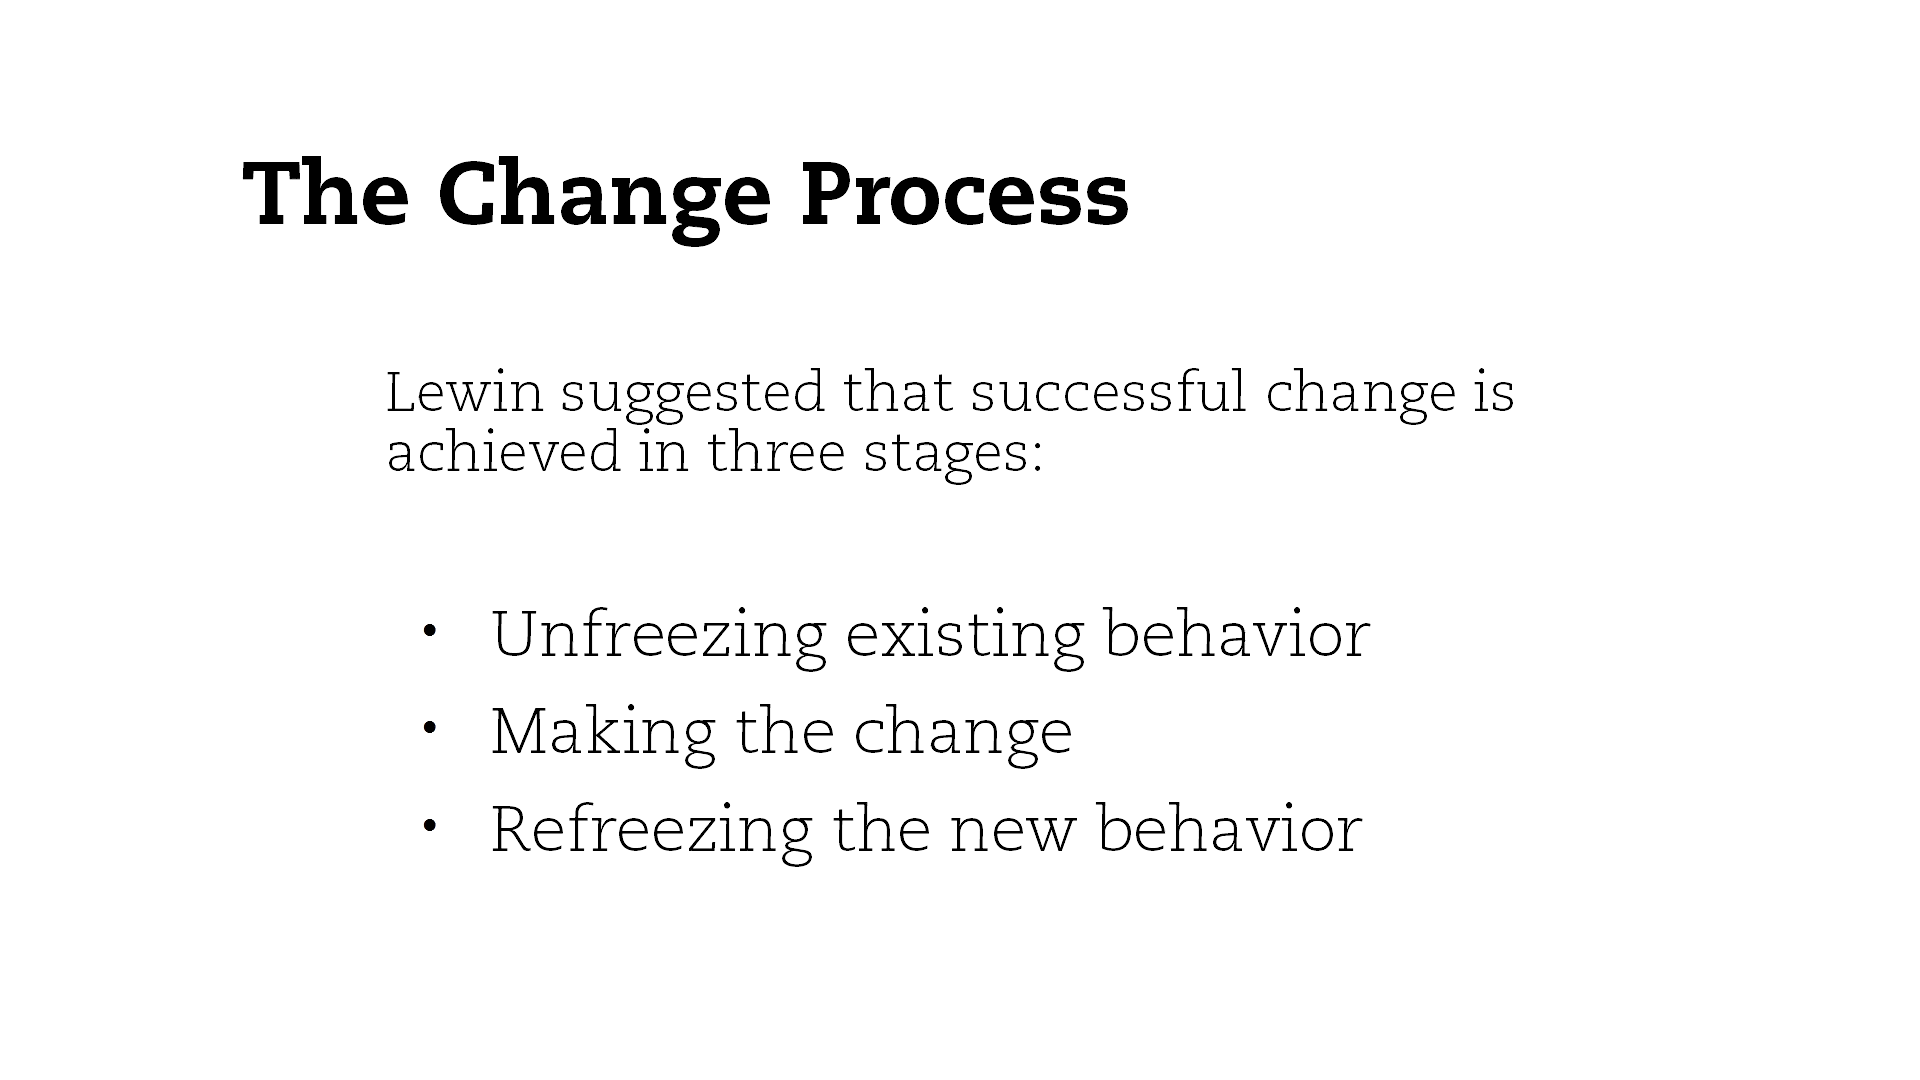 The Change Process
Lewin suggested that successful change is
achieved in three stages:
• Unfreezing existing behavior
• Making the change
• Refreezing the new behavior